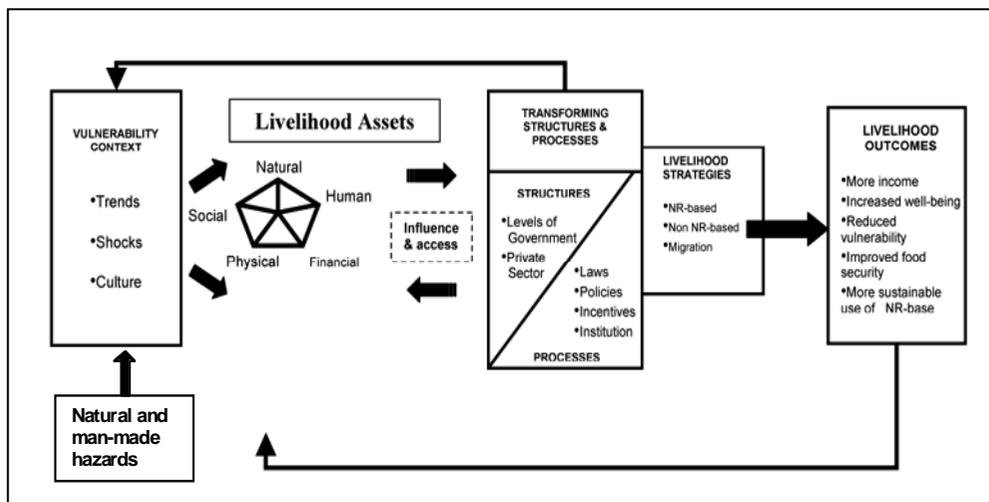 VULNERABILITY
CONTEXT
•Trends
•Shocks
•Culture
Natural and
man-made
hazards
Livelihood Assets
Natural
Human
Social
Physical
Financial
Influence
& access
TRANSFORMING
STRUCTURES &
PROCESSES
STRUCTURES
•Levels of
Government
•Private
Sector
•Laws
•Policies
•Incentives
•Institution
PROCESSES
LIVELIHOOD
STRATEGIES
•NR-based
•Non NR-based
•Migration
LIVELIHOOD
OUTCOMES
•More income
•Increased well-being
•Reduced
vulnerability
•Improved food
security
•More sustainable
use of NR-base